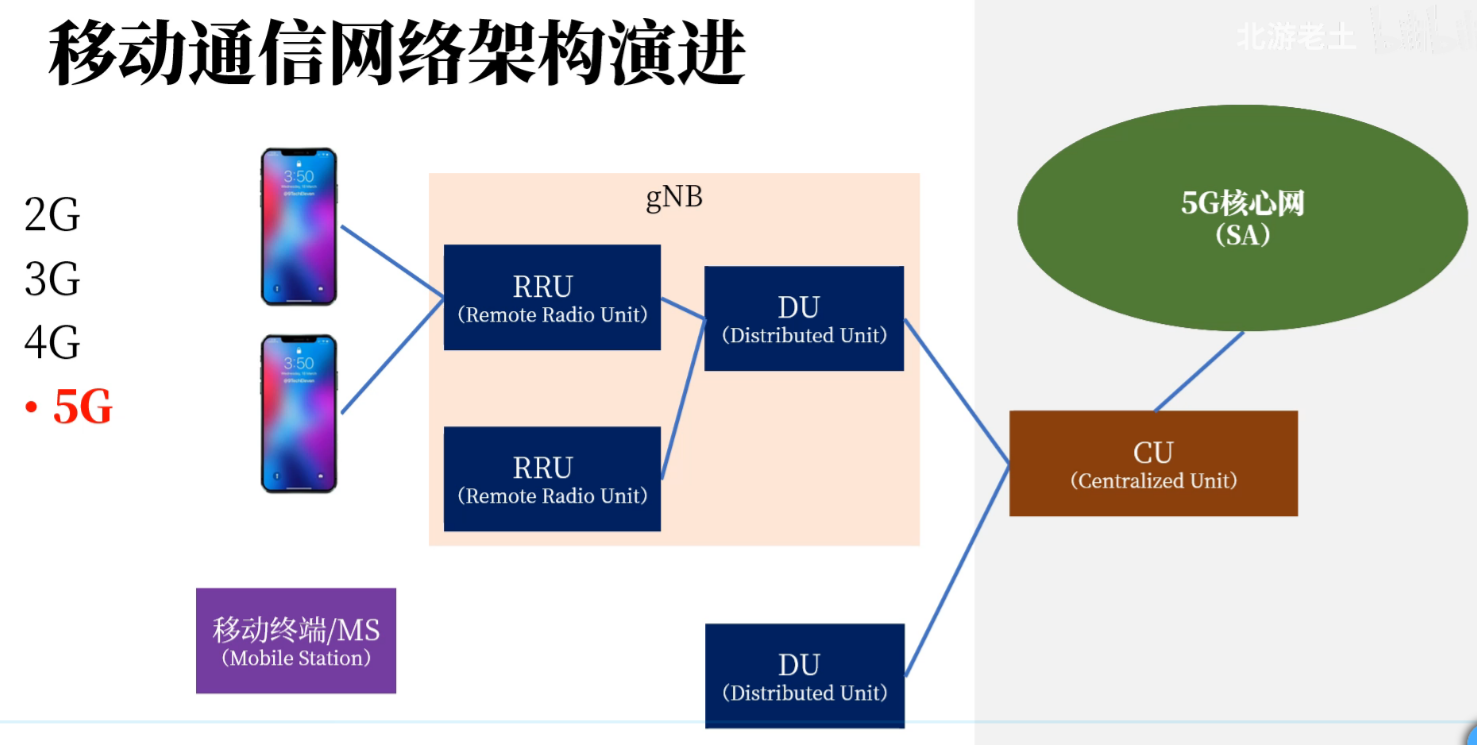 移动通信网络架构演进
北游老土
bilibili
2G
3G
4G
• 5G
3:50
3:50
gNB
RRU
（Remote Radio Unit）
DU
（Distributed Unit）
RRU
（Remote Radio Unit）
5G核心网
（SA）
CU
（Centralized Unit）
移动终端/MS
（Mobile Station）
DU
（Distributed Unit）